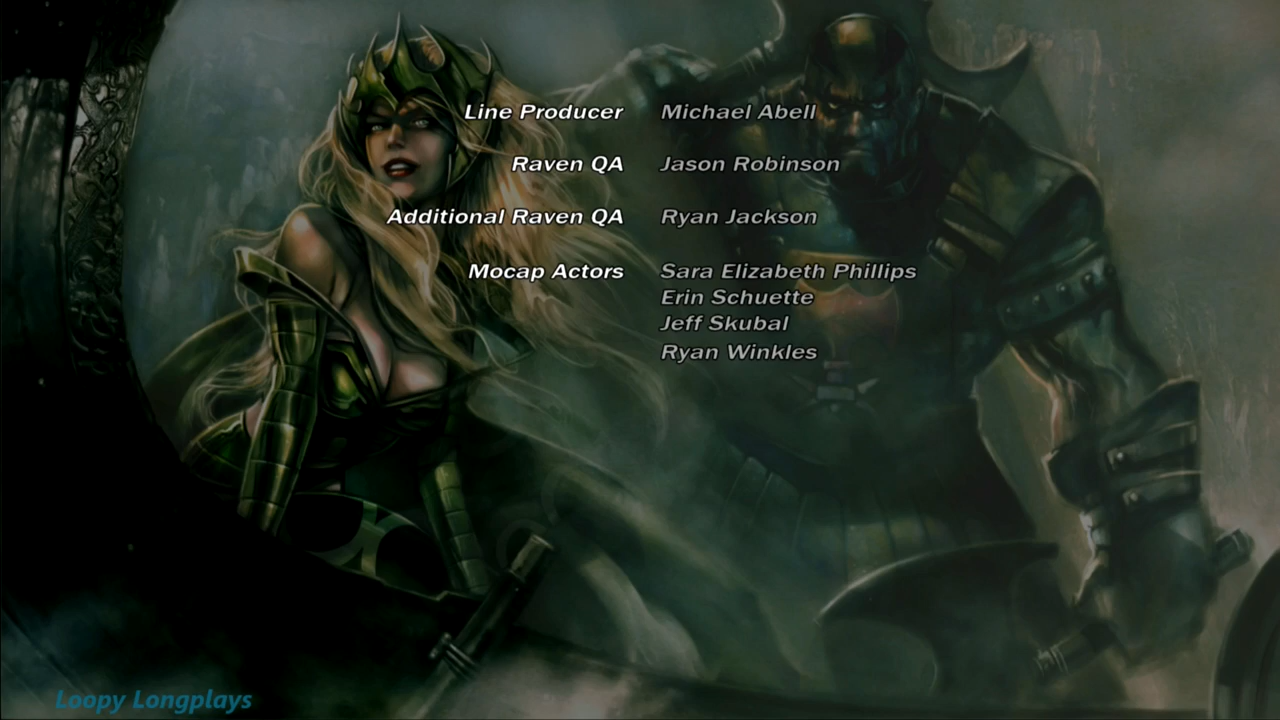 Line Producer Michael Abell
Raven QA Jason Robinson
Additional Raven QA Ryan Jackson
Mocap Actors Sara Elizabeth Phillips
Erin Schuette
Jeff Skubal
Ryan Winkles
Loopy Longplays